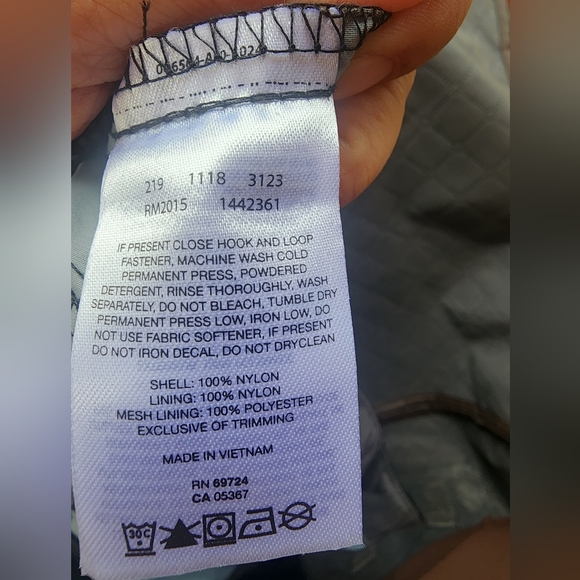 219 1118 3123
RM2015 1442361
IF PRESENT CLOSE HOOK AND LOOP
FASTENER, MACHINE WASH COLD
PERMANENT PRESS, POWDERED
DETERGENT, RINSE THOROUGHLY, WASH
SEPARATELY, DO NOT BLEACH, TUMBLE DRY
PERMANENT PRESS LOW, IRON LOW, DO
NOT USE FABRIC SOFTENER, IF PRESENT
DO NOT IRON DECAL, DO NOT DRYCLEAN
SHELL: 100% NYLON
LINING: 100% NYLON
MESH LINING: 100% POLYESTER
EXCLUSIVE OF TRIMMING
MADE IN VIETNAM
RN 69724
CA 05367
30C